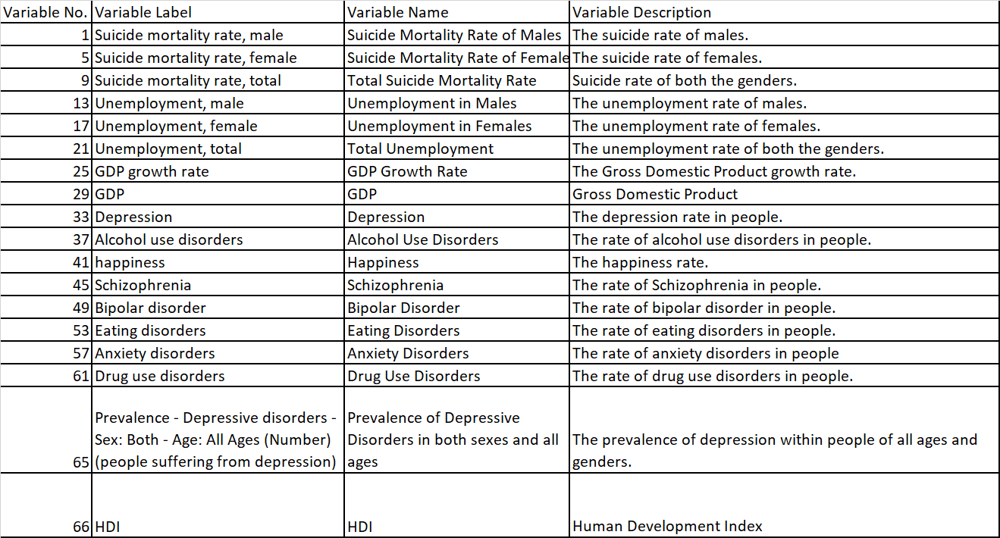 Variable No. Variable Label Variable Name Variable Description
1 Suicide mortality rate, male Suicide Mortality Rate of Males The suicide rate of males.
5 Suicide mortality rate, female Suicide Mortality Rate of Female The suicide rate of females.
9 Suicide mortality rate, total Total Suicide Mortality Rate Suicide rate of both the genders.
13 Unemployment, male Unemployment in Males The unemployment rate of males.
17 Unemployment, female Unemployment in Females The unemployment rate of females.
21 Unemployment, total Total Unemployment The unemployment rate of both the genders.
25 GDP growth rate GDP Growth Rate The Gross Domestic Product growth rate.
29 GDP GDP Gross Domestic Product
33 Depression Depression The depression rate in people.
37 Alcohol use disorders Alcohol Use Disorders The rate of alcohol use disorders in people.
41 happiness Happiness The happiness rate.
45 Schizophrenia Schizophrenia The rate of Schizophrenia in people.
49 Bipolar disorder Bipolar Disorder The rate of bipolar disorder in people.
53 Eating disorders Eating Disorders The rate of eating disorders in people.
57 Anxiety disorders Anxiety Disorders The rate of anxiety disorders in people
61 Drug use disorders Drug Use Disorders The rate of drug use disorders in people.
Prevalence - Depressive disorders - Prevalence of Depressive
Sex: Both - Age: All Ages (Number) Disorders in both sexes and all The prevalence of depression within people of all ages and
65 (people suffering from depression) ages genders.
66 HDI HDI Human Development Index